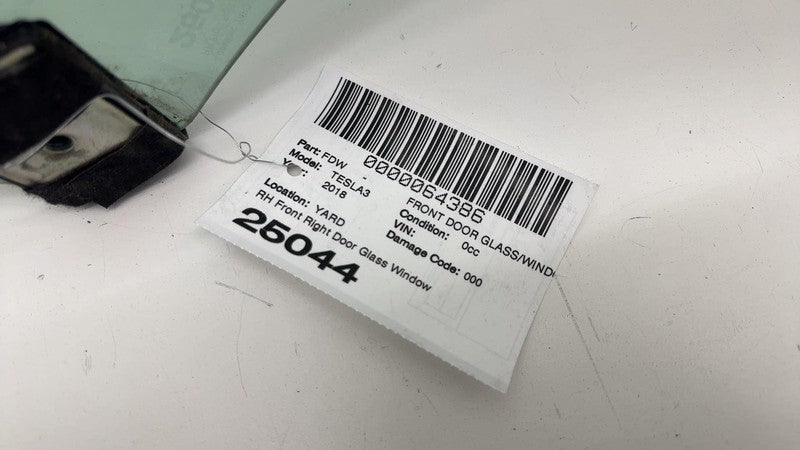 0000064386
Part: FDW - FRONT DOOR GLASS/WIND
Model: TESLA3 Condition: 0cc
2018 VIN:
Location: YARD Damage Code: 000
RH Front Right Door Glass Window
25044